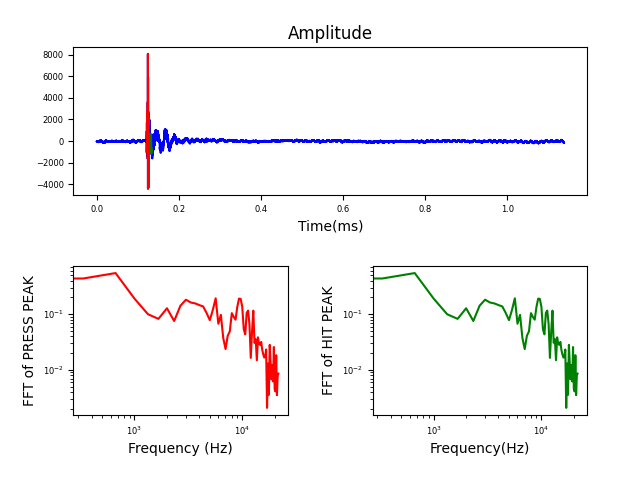 Amplitude
8000
6000
4000
2000
0
−2000
−4000
0.0 0.2 0.4 0.6 0.8 1.0
Time(ms)
FFT of PRESS PEAK
10⁻¹
10⁻²
10³ 10⁴
Frequency (Hz)
FFT of HIT PEAK
10⁻¹
10⁻²
10³ 10⁴
Frequency(Hz)